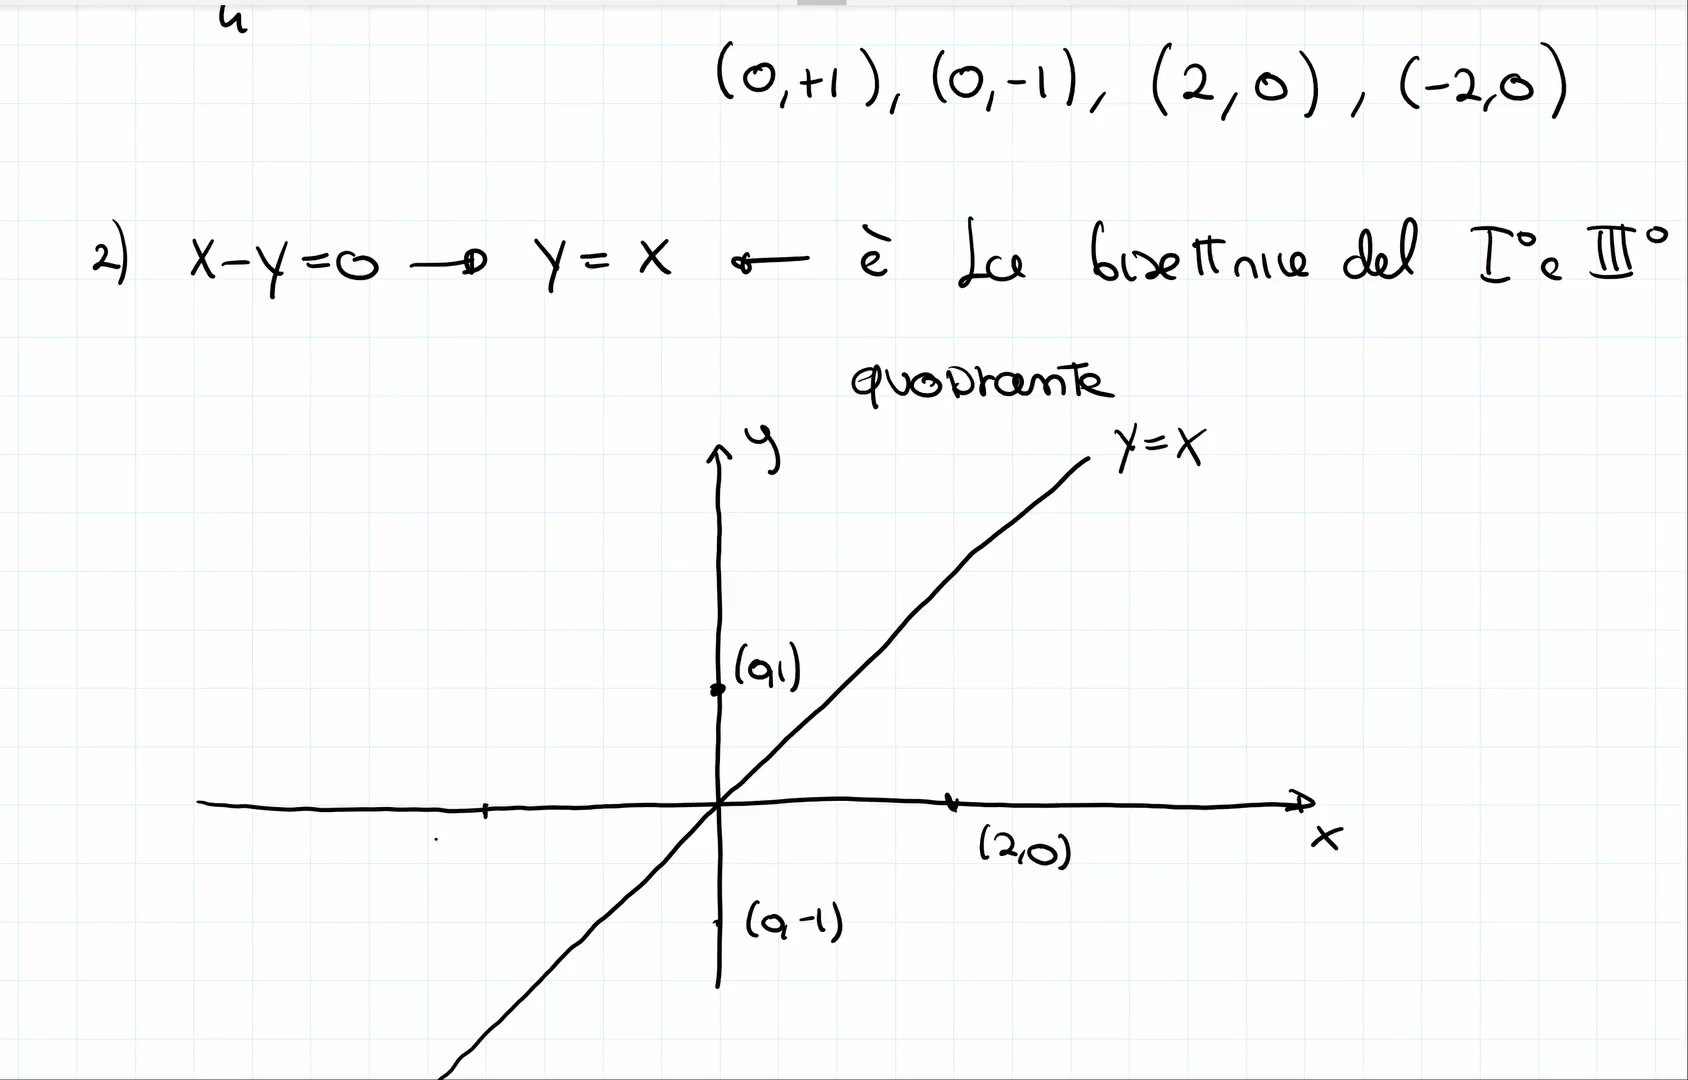 4
(0,+1), (0,-1), (2,0), (-2,0)
2) x-y=0 → y=x ← è la bisettrice del I° e III°
quadrante
y
y=x
(0,1)
(2,0)
x
(0,-1)